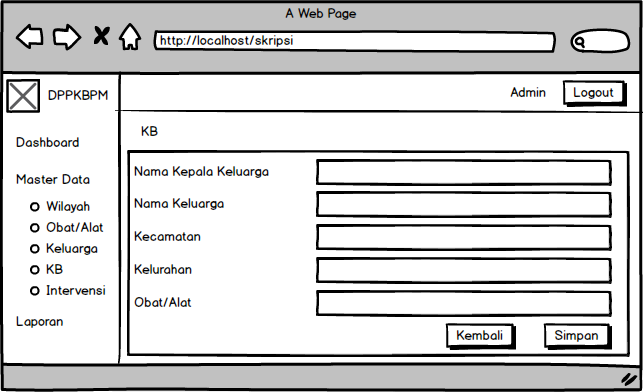 A Web Page
http://localhost/skripsi
DPPKBPM
Admin
Logout
Dashboard
Master Data
Wilayah
Obat/Alat
Keluarga
KB
Intervensi
Laporan
KB
Nama Kepala Keluarga
Nama Keluarga
Kecamatan
Kelurahan
Obat/Alat
Kembali
Simpan